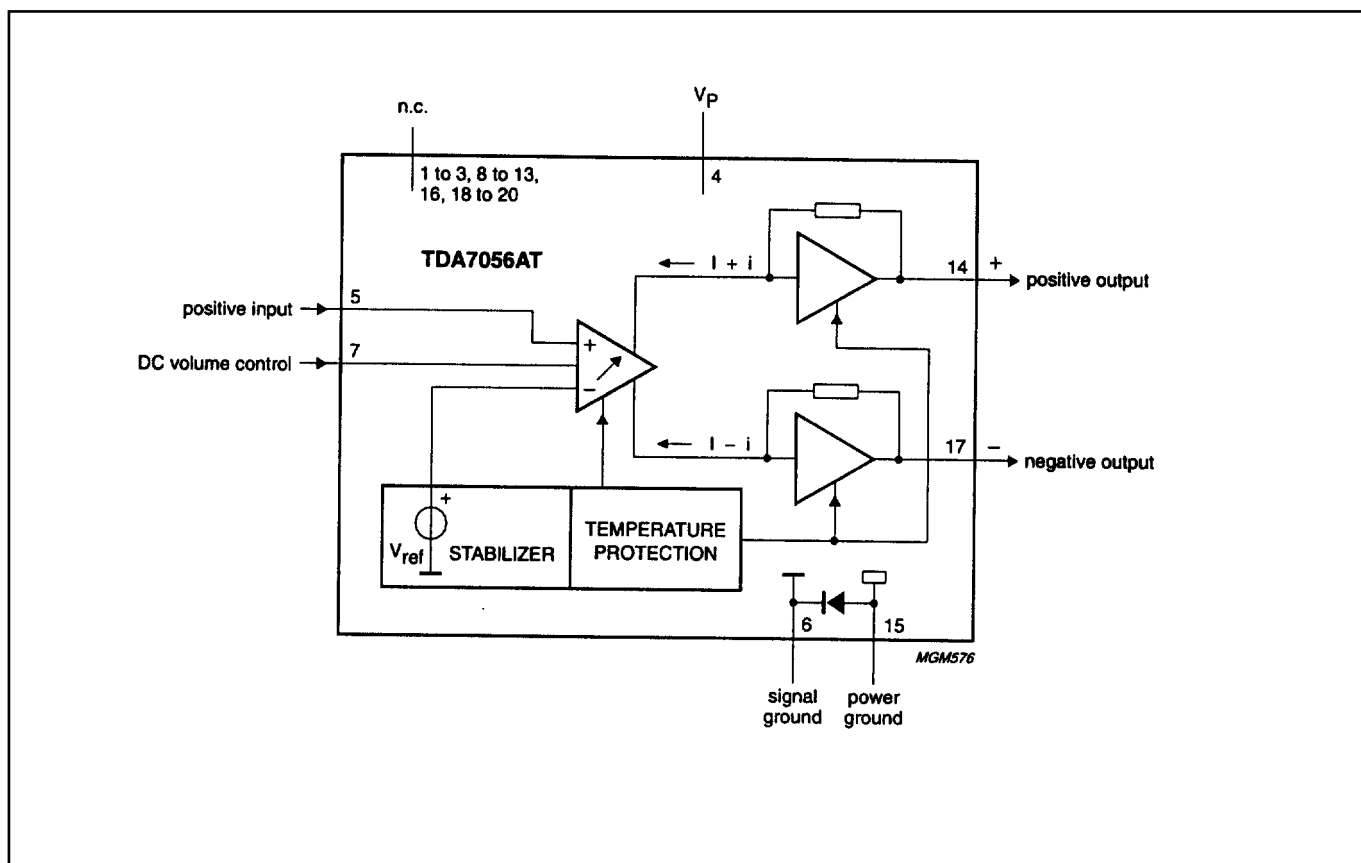 n.c.
V_P
1 to 3, 8 to 13,
16, 18 to 20
4
TDA7056AT
I + i
14
+
positive output
positive input
5
+
DC volume control
7
−
I − i
17
−
negative output
+
V_ref
STABILIZER
TEMPERATURE
PROTECTION
6
15
MGM576
signal
ground
power
ground